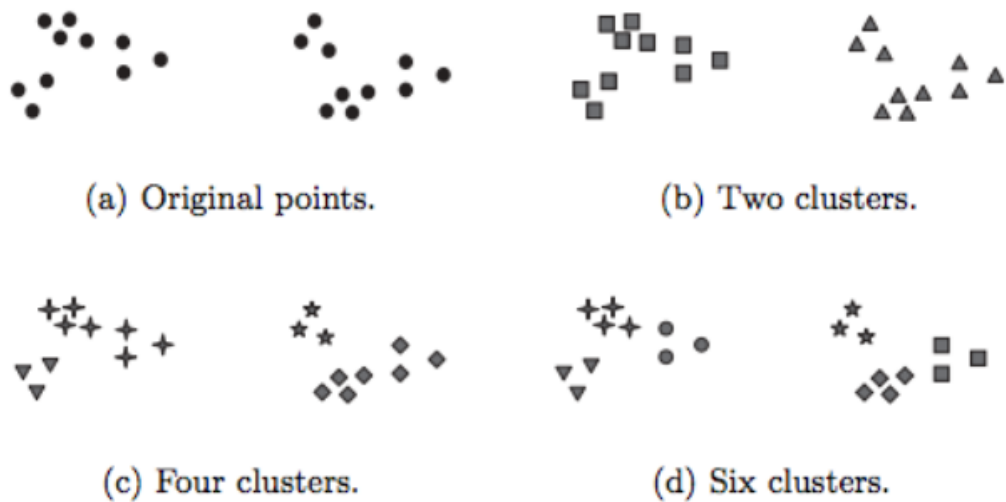 (a) Original points.
(b) Two clusters.
(c) Four clusters.
(d) Six clusters.